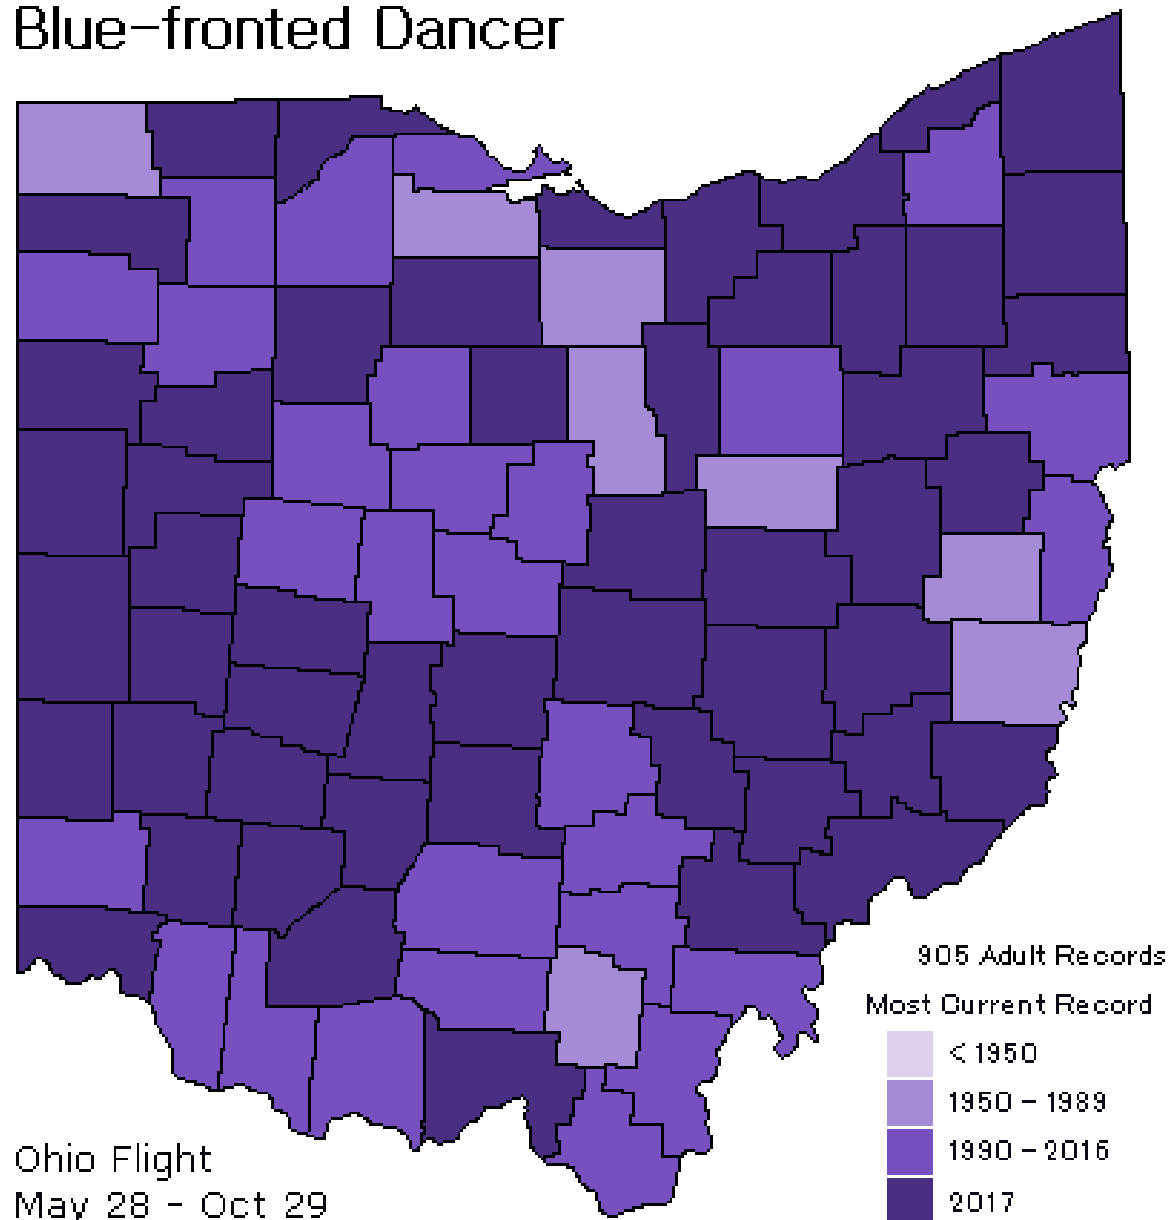 Blue-fronted Dancer
905 Adult Records
Most Current Record
< 1950
1950 - 1989
1990 - 2016
2017
Ohio Flight
May 28 - Oct 29